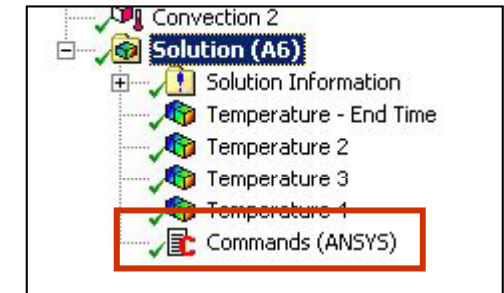 Convection 2
Solution (A6)
Solution Information
Temperature - End Time
Temperature 2
Temperature 3
Temperature 4
Commands (ANSYS)